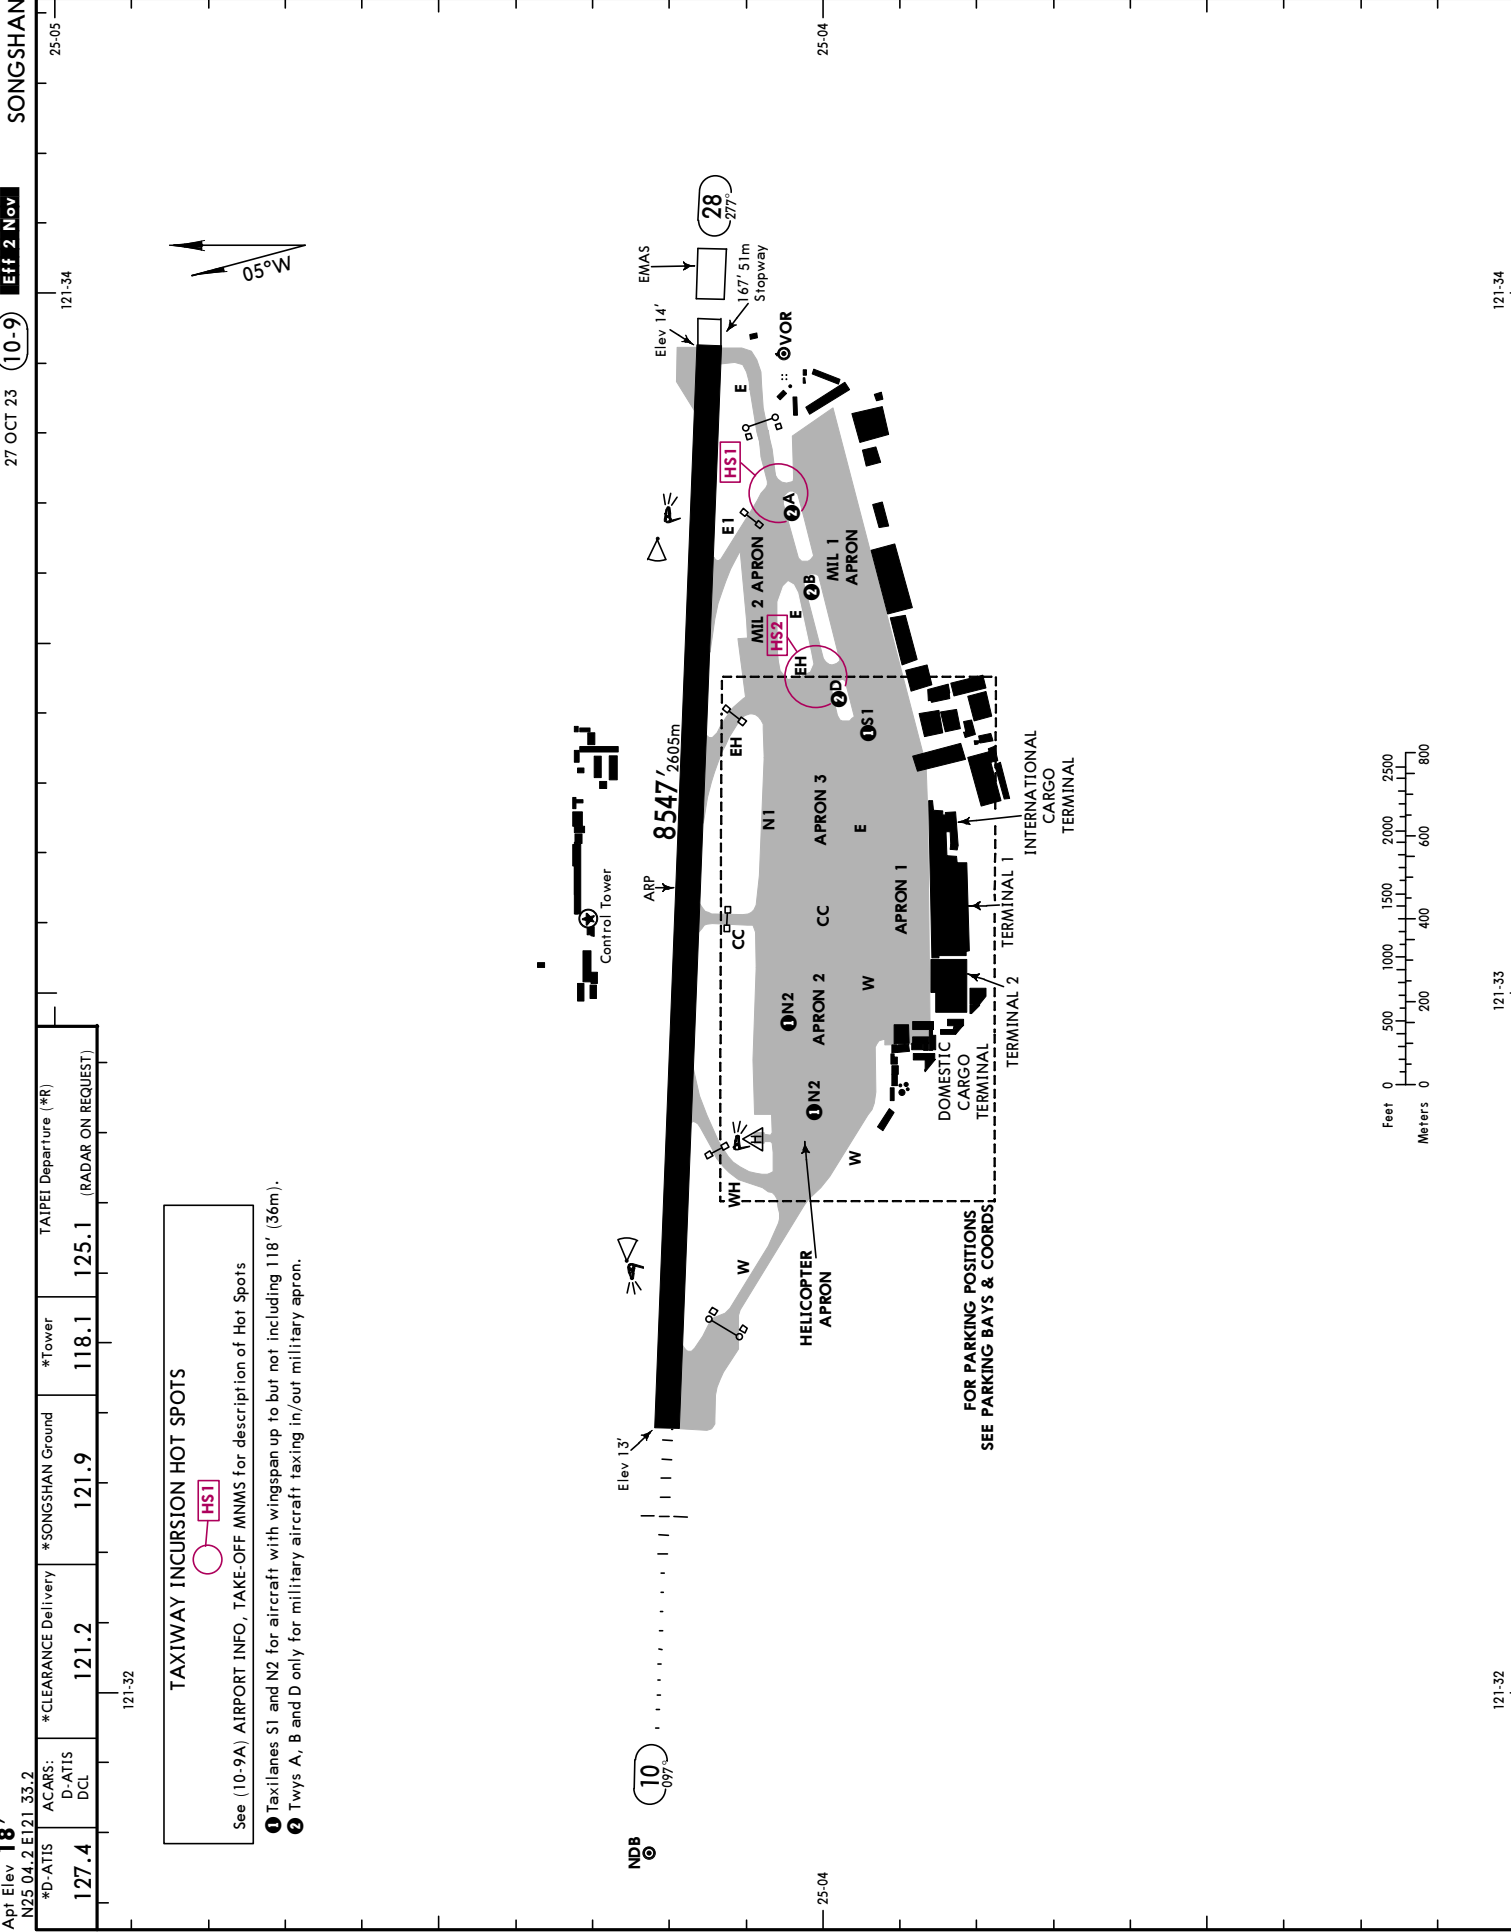 SONGSHAN
27 OCT 23
10-9
Eff 2 Nov
Apt Elev 18'
N25 04.2 E121 33.2
*D-ATIS
127.4
ACARS:
D-ATIS
DCL
*CLEARANCE Delivery
121.2
*SONGSHAN Ground
121.9
*Tower
118.1
TAIPEI Departure (*R)
125.1 (RADAR ON REQUEST)
121-32
121-34
25-05
TAXIWAY INCURSION HOT SPOTS
HS1
See (10-9A) AIRPORT INFO, TAKE-OFF MNMS for description of Hot Spots
1 Taxilanes S1 and N2 for aircraft with wingspan up to but not including 118' (36m).
2 Twys A, B and D only for military aircraft taxing in/out military apron.
05°W
Control Tower
NDB
10
097°
Elev 13'
ARP
8547'
2605m
Elev 14'
EMAS
167' 51m
Stopway
28
277°
VOR
W
WH
CC
EH
E1
E
HS1
HS2
MIL 2 APRON
EH
E
2A
2B
2D
MIL 1
APRON
1S1
N1
1N2
1N2
APRON 2
CC
APRON 3
E
W
W
APRON 1
H
HELICOPTER
APRON
DOMESTIC
CARGO
TERMINAL
TERMINAL 2
TERMINAL 1
INTERNATIONAL
CARGO
TERMINAL
FOR PARKING POSITIONS
SEE PARKING BAYS & COORDS
25-04
25-04
Feet 0 500 1000 1500 2000 2500
Meters 0 200 400 600 800
121-32
121-33
121-34